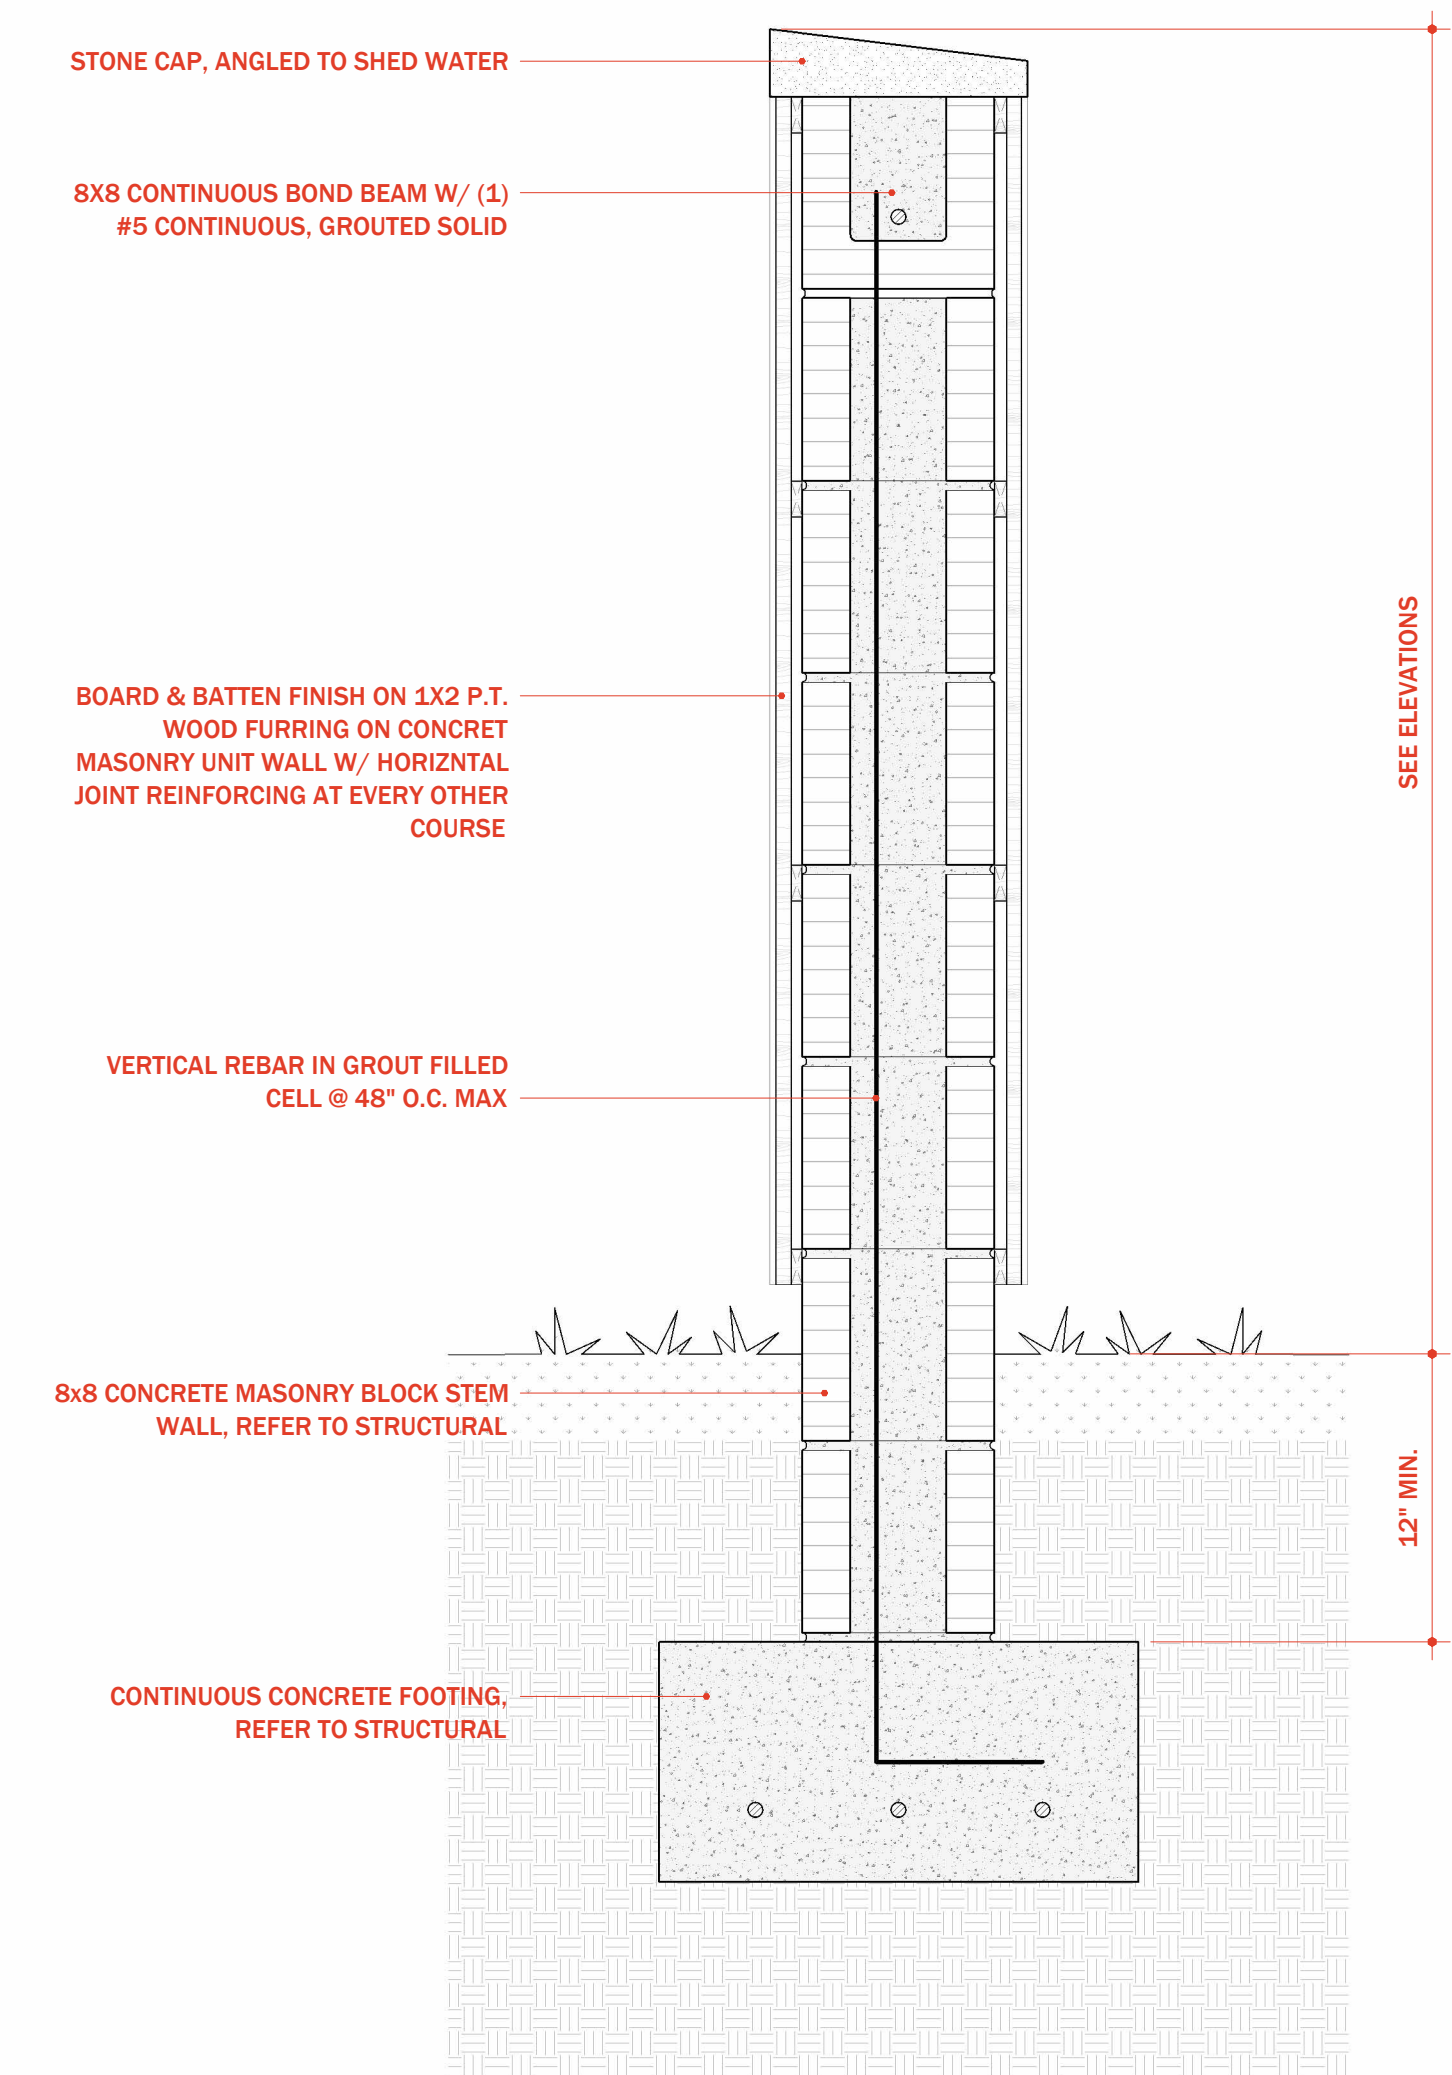 STONE CAP, ANGLED TO SHED WATER
8X8 CONTINUOUS BOND BEAM W/ (1)
#5 CONTINUOUS, GROUTED SOLID
BOARD & BATTEN FINISH ON 1X2 P.T.
WOOD FURRING ON CONCRET
MASONRY UNIT WALL W/ HORIZNTAL
JOINT REINFORCING AT EVERY OTHER
COURSE
SEE ELEVATIONS
VERTICAL REBAR IN GROUT FILLED
CELL @ 48" O.C. MAX
8x8 CONCRETE MASONRY BLOCK STEM
WALL, REFER TO STRUCTURAL
12" MIN.
CONTINUOUS CONCRETE FOOTING,
REFER TO STRUCTURAL